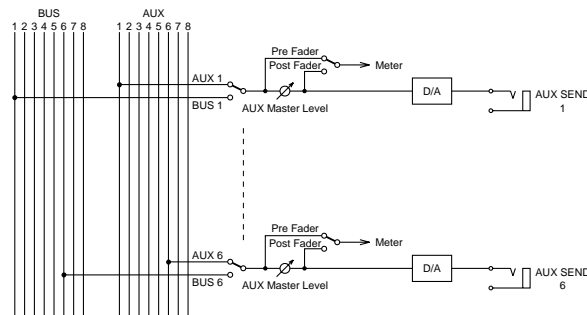 BUS AUX
1 2 3 4 5 6 7 8 1 2 3 4 5 6 7 8
Pre Fader
Post Fader
Meter
AUX 1
BUS 1
AUX Master Level
D/A
AUX SEND
1
Pre Fader
Post Fader
Meter
AUX 6
BUS 6
AUX Master Level
D/A
AUX SEND
6